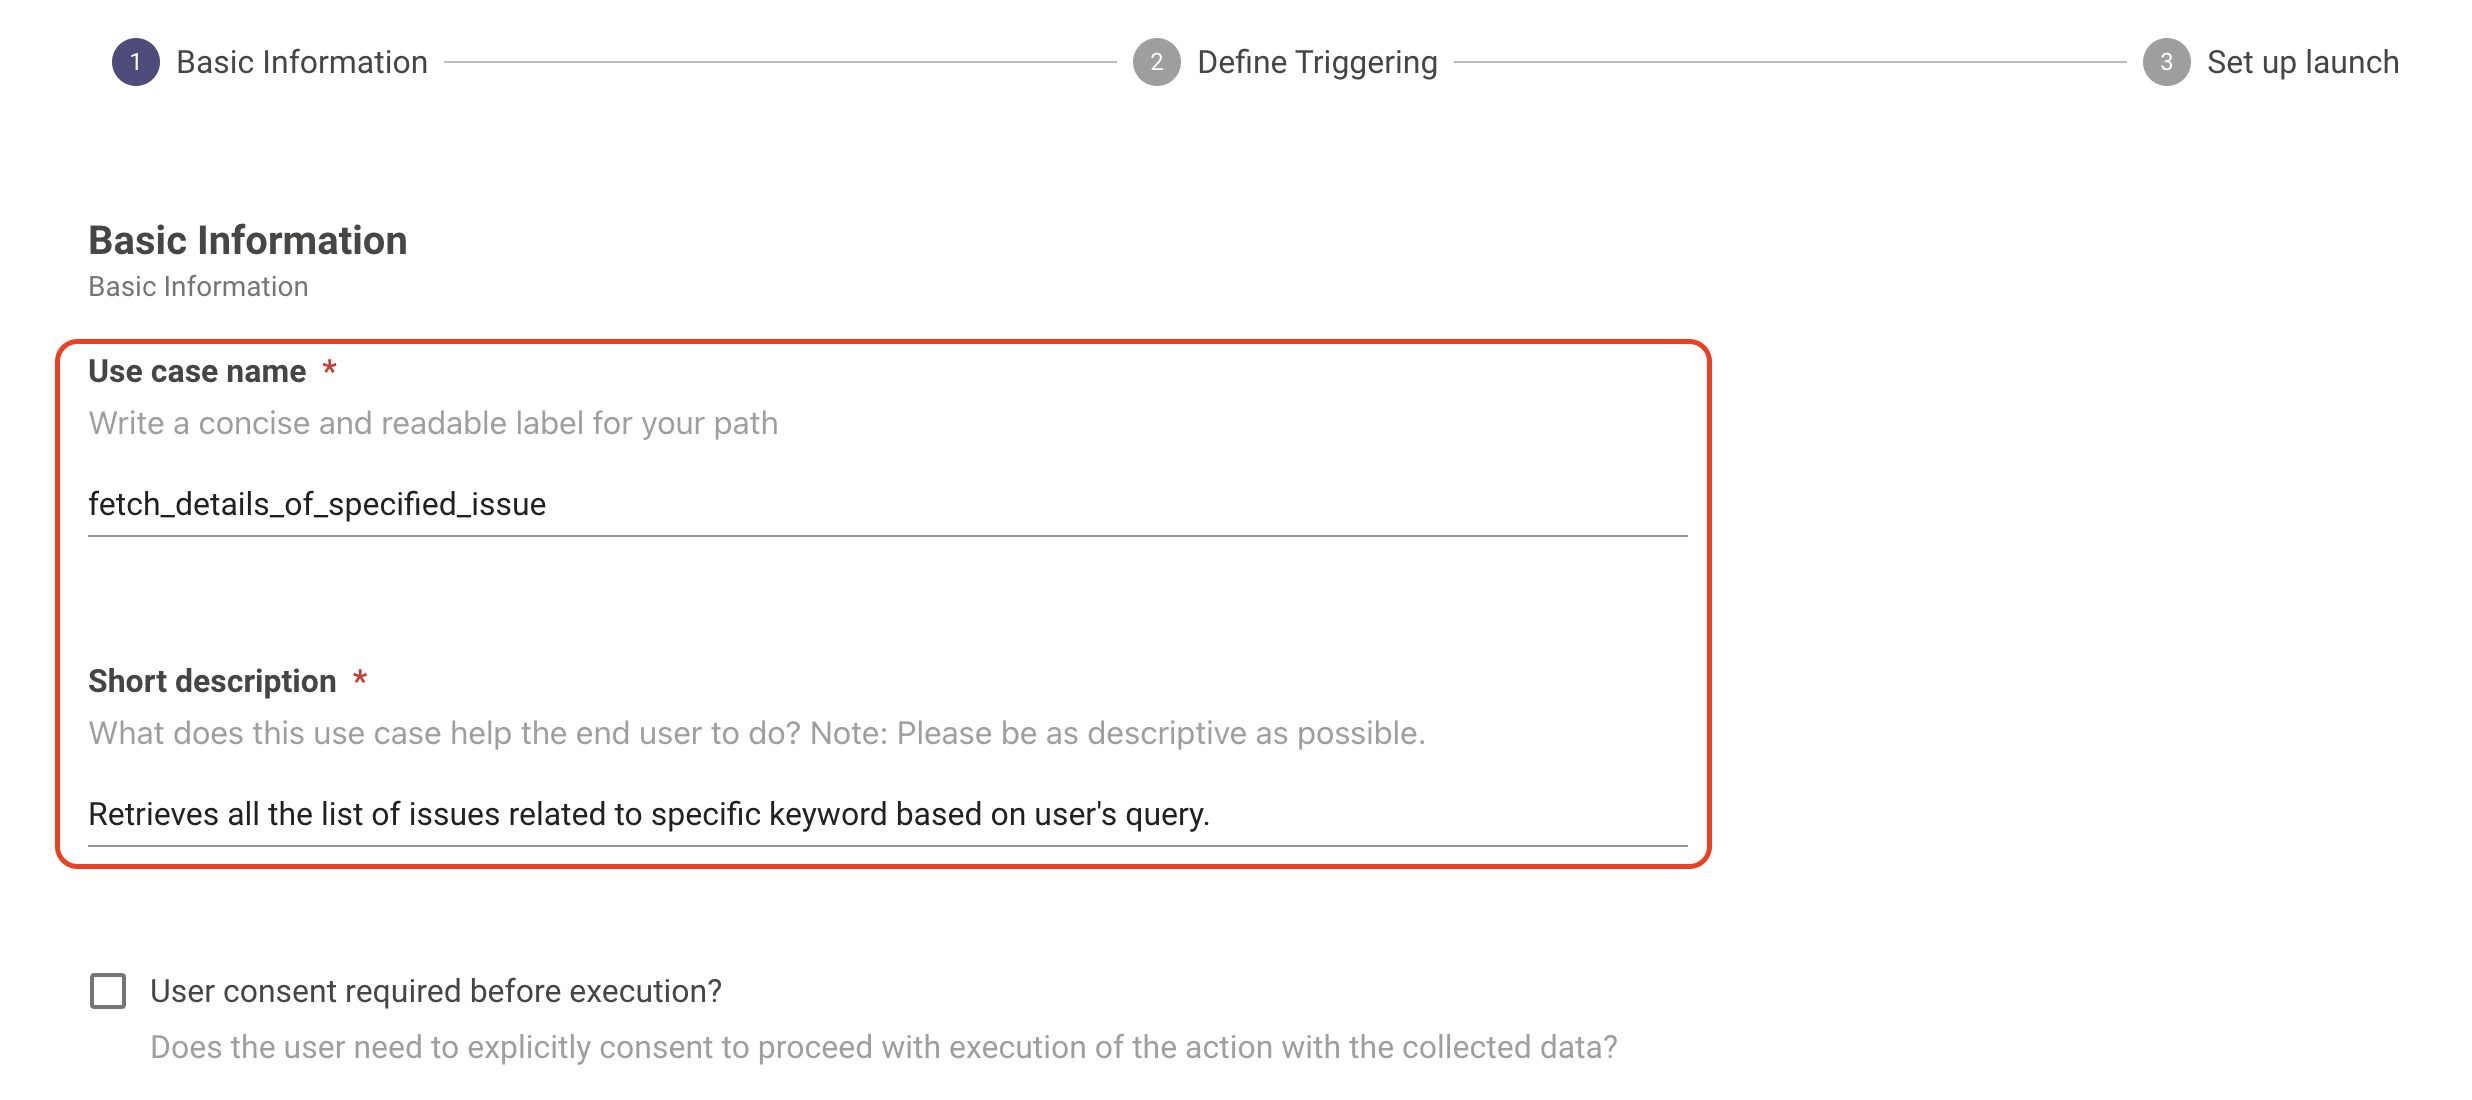 1 Basic Information 2 Define Triggering 3 Set up launch
Basic Information
Basic Information
Use case name *
Write a concise and readable label for your path
fetch_details_of_specified_issue
Short description *
What does this use case help the end user to do? Note: Please be as descriptive as possible.
Retrieves all the list of issues related to specific keyword based on user's query.
User consent required before execution?
Does the user need to explicitly consent to proceed with execution of the action with the collected data?